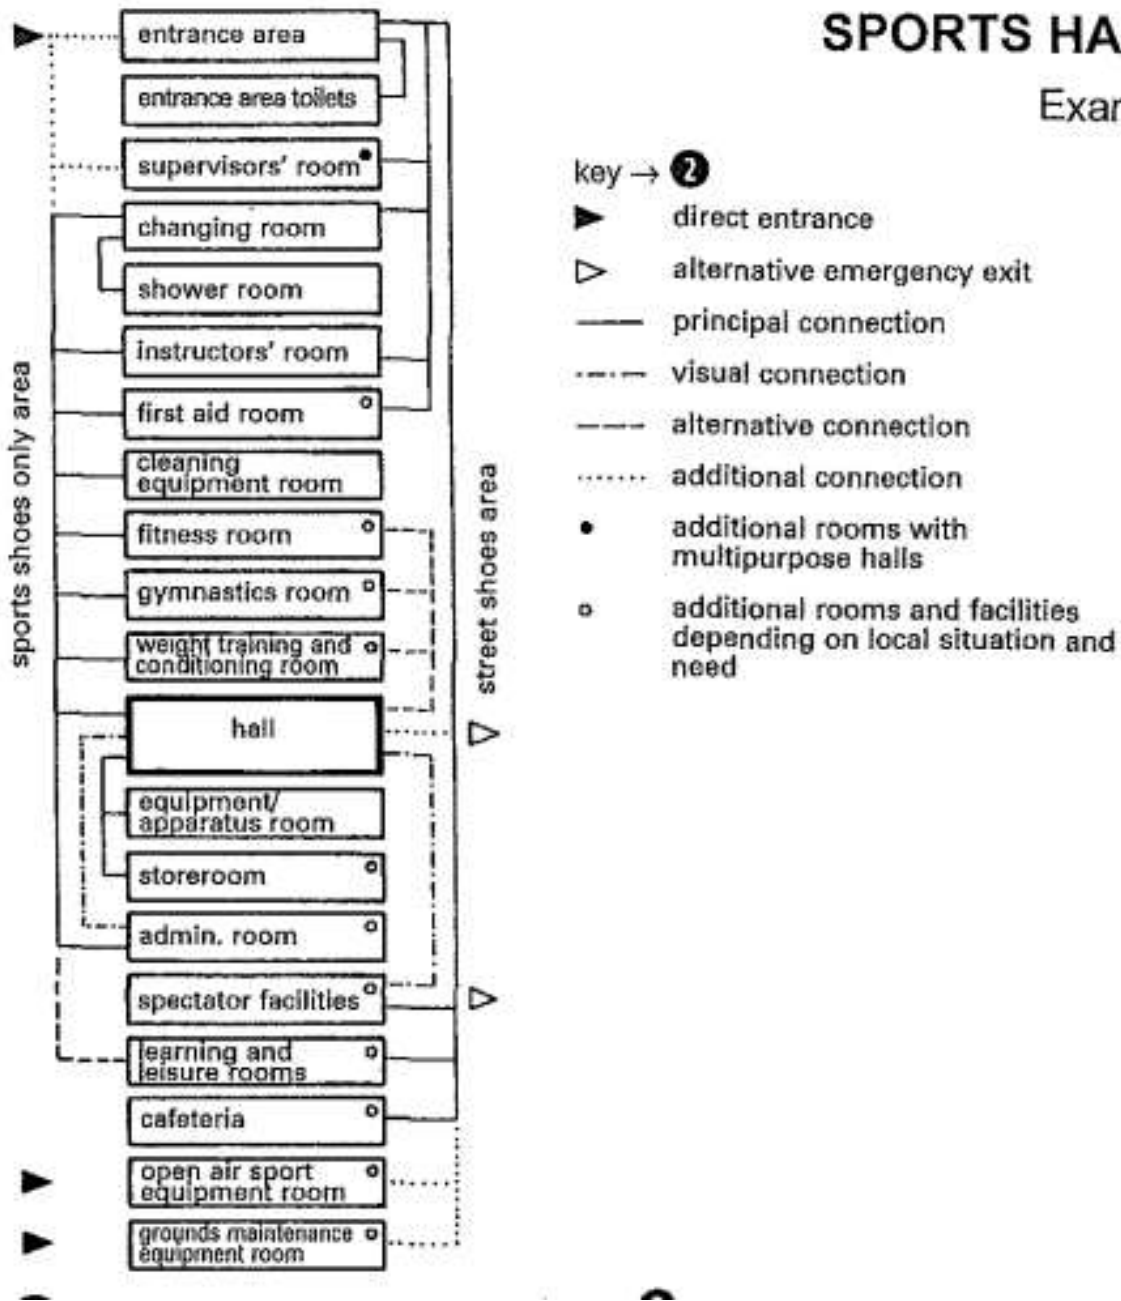 SPORTS HA
Exar
entrance area
entrance area toilets
supervisors' room
changing room
shower room
instructors' room
first aid room
cleaning
equipment room
fitness room
gymnastics room
weight training and
conditioning room
hall
equipment/
apparatus room
storeroom
admin. room
spectator facilities
learning and
leisure rooms
cafeteria
open air sport
equipment room
grounds maintenance
equipment room
sports shoes only area
street shoes area
key → 2
direct entrance
alternative emergency exit
principal connection
visual connection
alternative connection
additional connection
additional rooms with
multipurpose halls
additional rooms and facilities
depending on local situation and
need